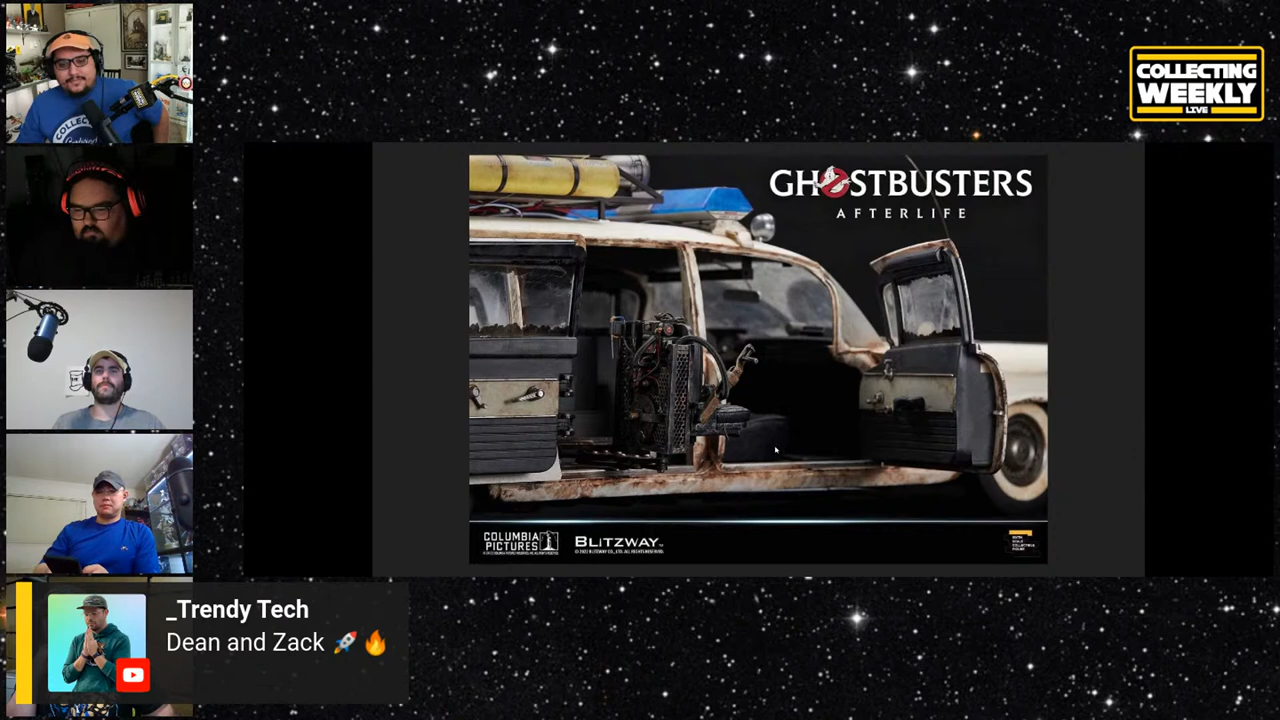 COLLECTING
WEEKLY
LIVE
GHOSTBUSTERS
AFTERLIFE
COLUMBIA
PICTURES
BLITZWAY
_Trendy Tech
Dean and Zack 🚀🔥